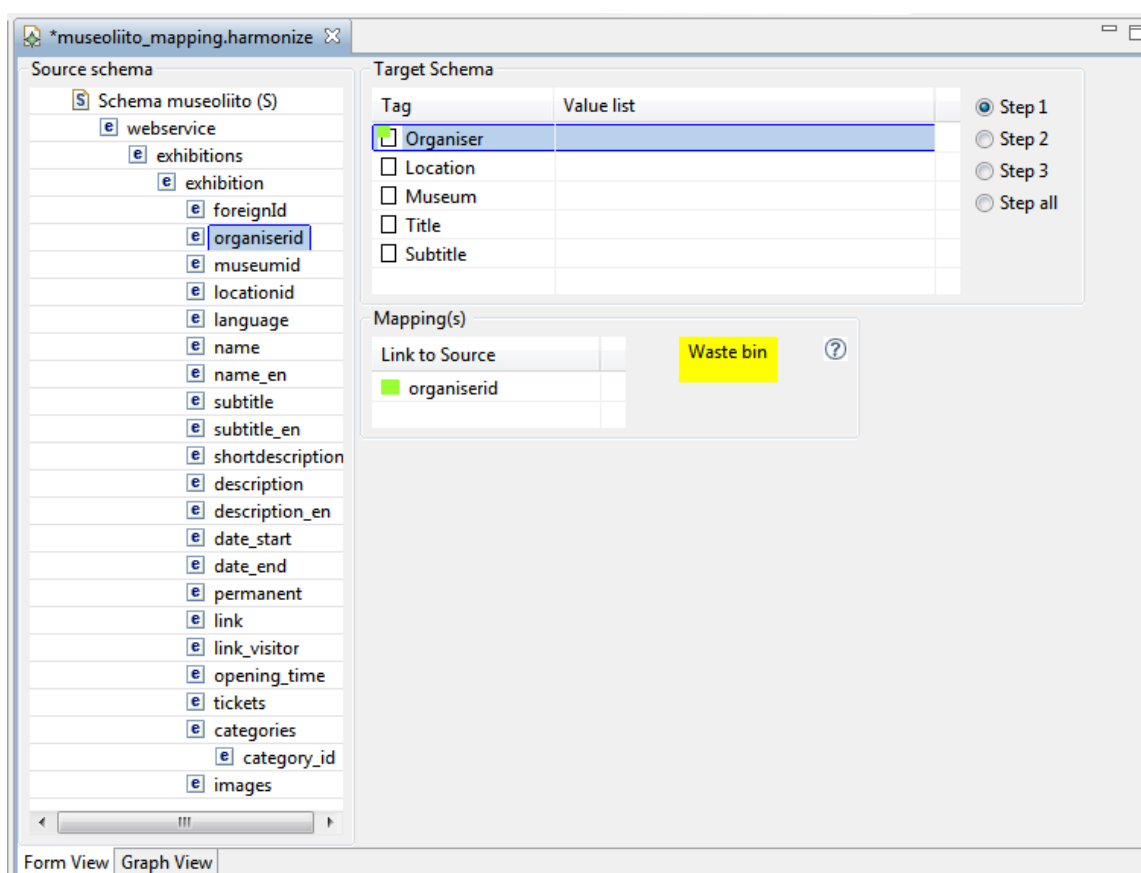 *museoliito_mapping.harmonize
Source schema
S Schema museoliito (S)
e webservice
e exhibitions
e exhibition
e foreignId
e organiserid
e museumid
e locationid
e language
e name
e name_en
e subtitle
e subtitle_en
e shortdescription
e description
e description_en
e date_start
e date_end
e permanent
e link
e link_visitor
e opening_time
e tickets
e categories
e category_id
e images
Target Schema
Tag Value list
Organiser
Location
Museum
Title
Subtitle
Step 1
Step 2
Step 3
Step all
Mapping(s)
Link to Source
organiserid
Waste bin ?
Form View Graph View